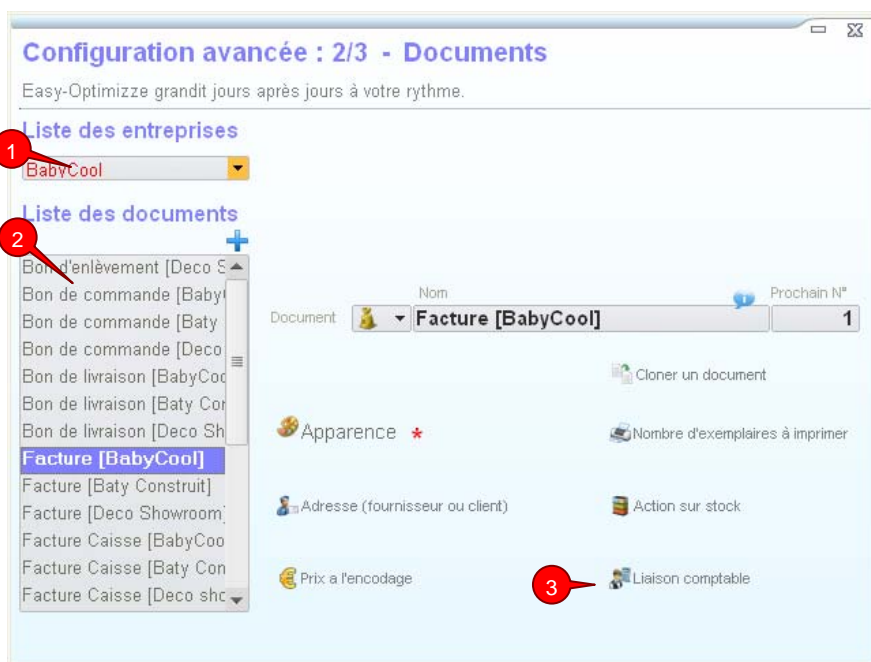 Configuration avancée : 2/3 - Documents
Easy-Optimizze grandit jours après jours à votre rythme.
Liste des entreprises
1
BabyCool
Liste des documents
2
Bon d'enlèvement [Deco S
Bon de commande [Baby
Bon de commande [Baty
Bon de commande [Deco
Bon de livraison [BabyCoo
Bon de livraison [Baty Cor
Bon de livraison [Deco Sh
Facture [BabyCool]
Facture [Baty Construit]
Facture [Deco Showroom]
Facture Caisse [BabyCoo
Facture Caisse [Baty Con
Facture Caisse [Deco sho
Nom
Prochain N°
Document
Facture [BabyCool]
1
Cloner un document
Apparence *
Nombre d'exemplaires à imprimer
Adresse (fournisseur ou client)
Action sur stock
Prix a l'encodage
3
Liaison comptable